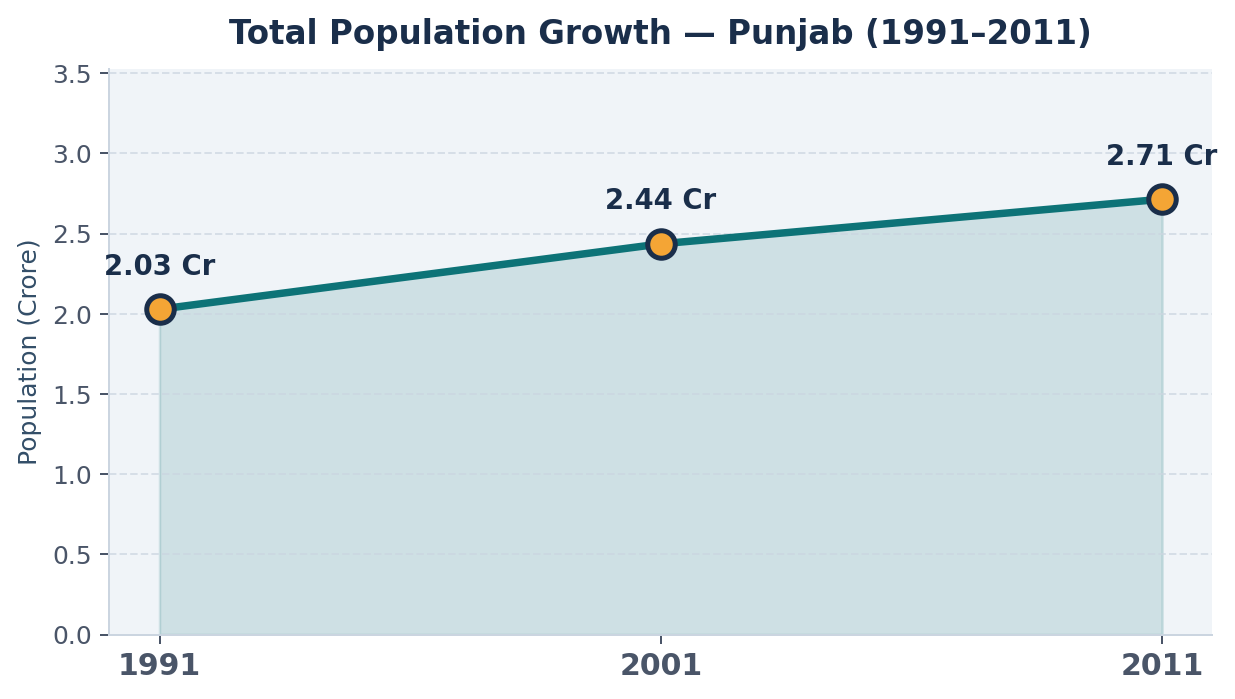 Total Population Growth — Punjab (1991–2011)
Population (Crore)
3.5
3.0
2.5
2.0
1.5
1.0
0.5
0.0
2.03 Cr
2.44 Cr
2.71 Cr
1991
2001
2011